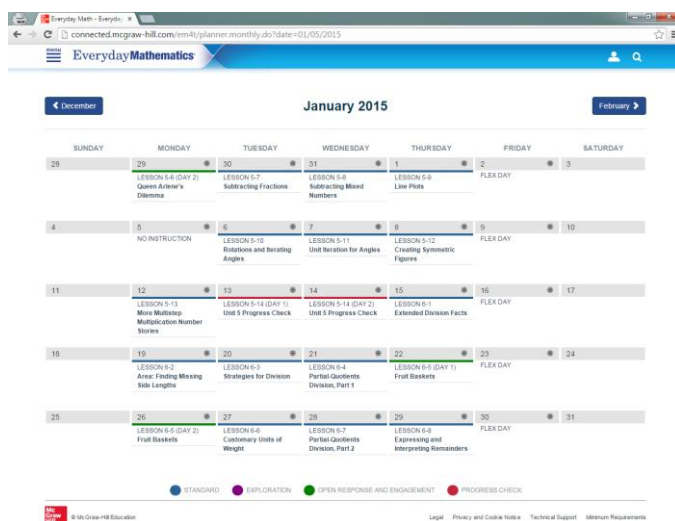 Everyday Math - Everyday
connected.mcgraw-hill.com/em4t/planner.monthly.do?date=01/05/2015
menu
EverydayMathematics
December
January 2015
February
SUNDAY MONDAY TUESDAY WEDNESDAY THURSDAY FRIDAY SATURDAY
28 29 30 31 1 2 3
LESSON 5-6 (DAY 2)
Queen Arlene's
Dilemma
LESSON 5-7
Subtracting Fractions
LESSON 5-8
Subtracting Mixed
Numbers
LESSON 5-9
Line Plots
FLEX DAY
4 5 6 7 8 9 10
NO INSTRUCTION
LESSON 5-10
Rotations and Iterating
Angles
LESSON 5-11
Unit Iteration for Angles
LESSON 5-12
Creating Symmetric
Figures
FLEX DAY
11 12 13 14 15 16 17
LESSON 5-13
More Multistep
Multiplication Number
Stories
LESSON 5-14 (DAY 1)
Unit 5 Progress Check
LESSON 5-14 (DAY 2)
Unit 5 Progress Check
LESSON 6-1
Extended Division Facts
FLEX DAY
18 19 20 21 22 23 24
LESSON 6-2
Area: Finding Missing
Side Lengths
LESSON 6-3
Strategies for Division
LESSON 6-4
Partial-Quotients
Division, Part 1
LESSON 6-5 (DAY 1)
Fruit Baskets
FLEX DAY
25 26 27 28 29 30 31
LESSON 6-5 (DAY 2)
Fruit Baskets
LESSON 6-6
Customary Units of
Weight
LESSON 6-7
Partial-Quotients
Division, Part 2
LESSON 6-8
Expressing and
Interpreting Remainders
FLEX DAY
STANDARD EXPLORATION OPEN RESPONSE AND ENGAGEMENT PROGRESS CHECK
Mc
Graw
Hill
© McGraw-Hill Education
Legal Privacy and Cookie Notice Technical Support Minimum Requirements